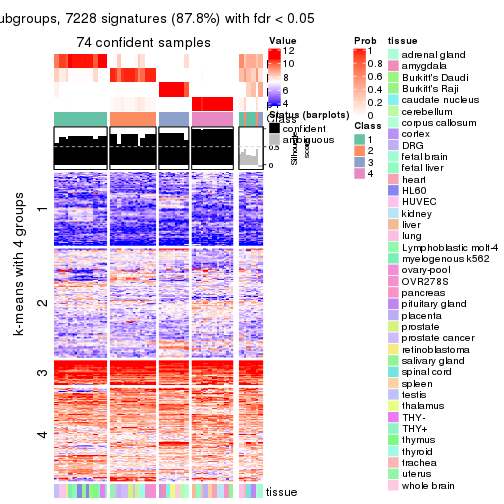 ubgroups, 7228 signatures (87.8%) with fdr < 0.05
74 confident samples
Value
12
10
8
6
4
Status (barplots)
confident
ambiguous
Prob
1
0.8
0.6
0.4
0.2
0
Class
1
2
3
4
Class
0.5
0
Silhouette
score
k-means with 4 groups
1
2
3
4
tissue
tissue
adrenal gland
amygdala
Burkitt's Daudi
Burkitt's Raji
caudate nucleus
cerebellum
corpus callosum
cortex
DRG
fetal brain
fetal liver
heart
HL60
HUVEC
kidney
liver
lung
Lymphoblastic molt-4
myelogenous k562
ovary-pool
OVR278S
pancreas
pituitary gland
placenta
prostate
prostate cancer
retinoblastoma
salivary gland
spinal cord
spleen
testis
thalamus
THY-
THY+
thymus
thyroid
trachea
uterus
whole brain